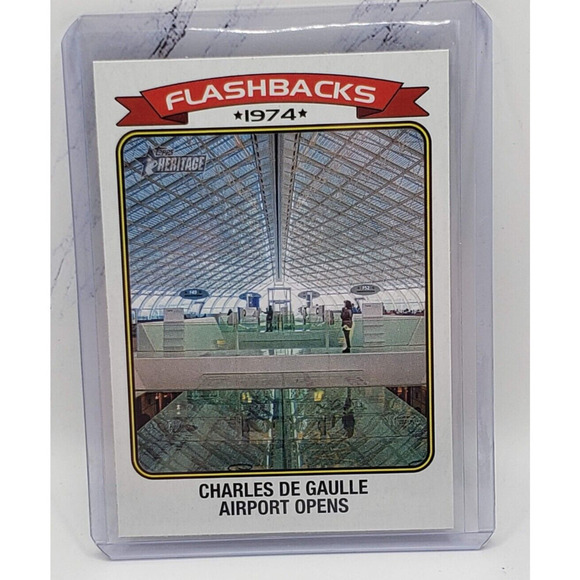 FLASHBACKS
★1974★
Topps
HERITAGE
CHARLES DE GAULLE
AIRPORT OPENS